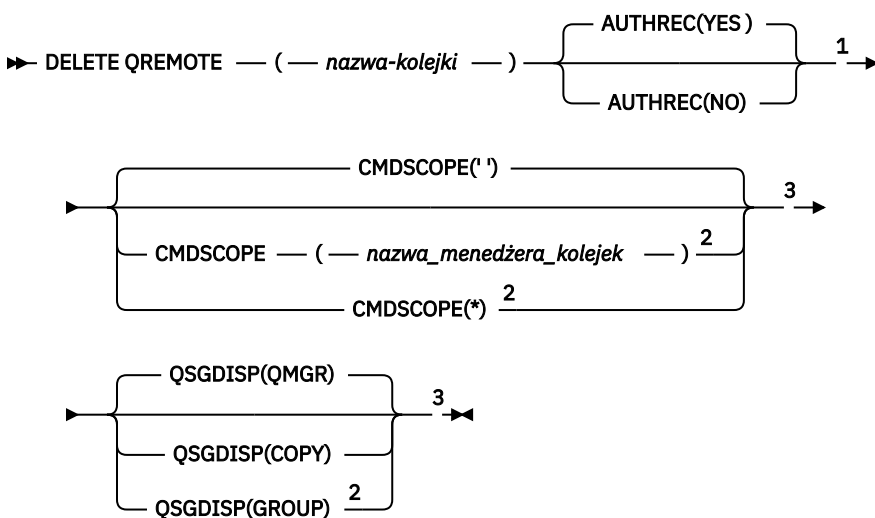 AUTHREC(YES )
DELETE QREMOTE ( nazwa-kolejki ) 1
AUTHREC(NO)
CMDSCOPE(' ')
3
CMDSCOPE ( nazwa_menedżera_kolejek ) 2
CMDSCOPE(*) 2
QSGDISP(QMGR)
3
QSGDISP(COPY)
QSGDISP(GROUP) 2